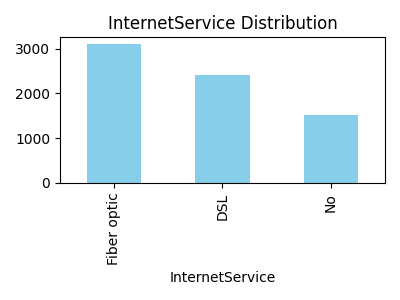 InternetService Distribution
3000
2000
1000
0
Fiber optic
DSL
No
InternetService